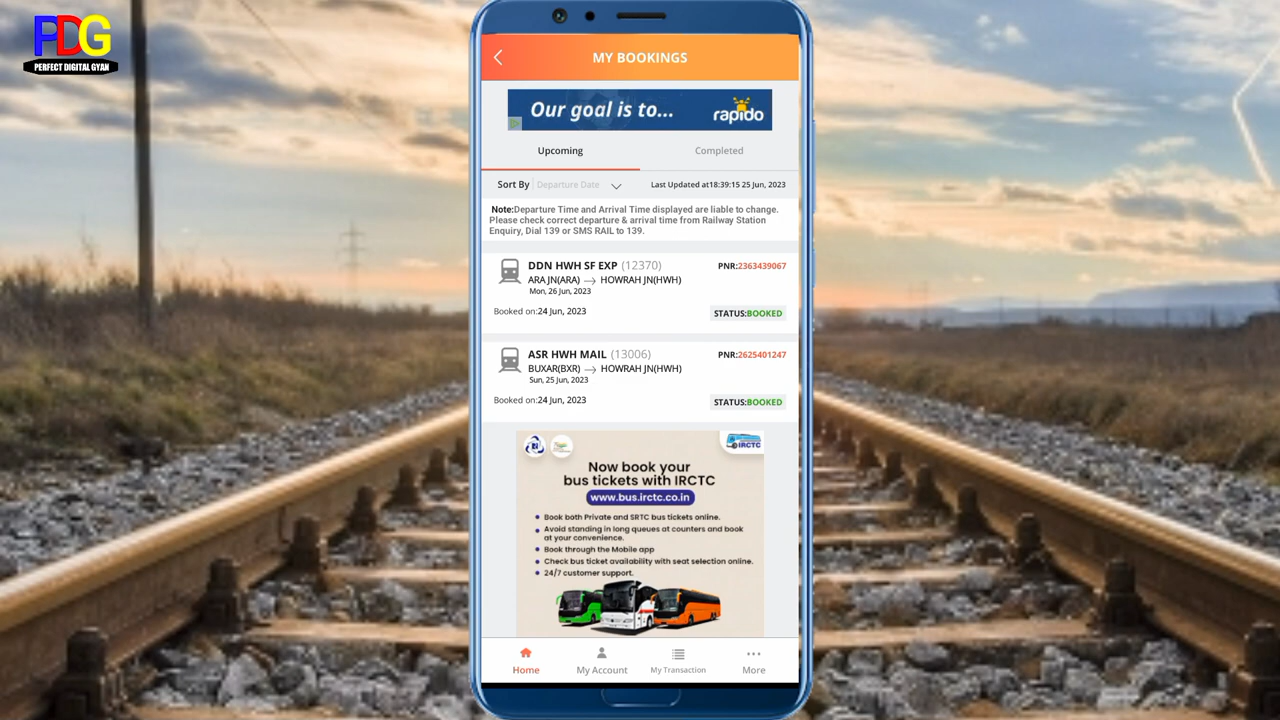 PDG
PERFECT DIGITAL GYAN
MY BOOKINGS
Our goal is to... rapido
Upcoming Completed
Sort By Departure Date Last Updated at18:39:15 25 Jun, 2023
Note:Departure Time and Arrival Time displayed are liable to change.
Please check correct departure & arrival time from Railway Station
Enquiry, Dial 139 or SMS RAIL to 139.
DDN HWH SF EXP (12370) PNR:2363439067
ARA JN(ARA) → HOWRAH JN(HWH)
Mon, 26 Jun, 2023
Booked on:24 Jun, 2023 STATUS:BOOKED
ASR HWH MAIL (13006) PNR:2625401247
BUXAR(BXR) → HOWRAH JN(HWH)
Sun, 25 Jun, 2023
Booked on:24 Jun, 2023 STATUS:BOOKED
IRCTC
Now book your
bus tickets with IRCTC
www.bus.irctc.co.in
• Book both Private and SRTC bus tickets online.
• Avoid standing in long queues at counters and book
at your convenience.
• Book through the Mobile app
• Check bus ticket availability with seat selection online.
• 24/7 customer support.
Home My Account My Transaction More